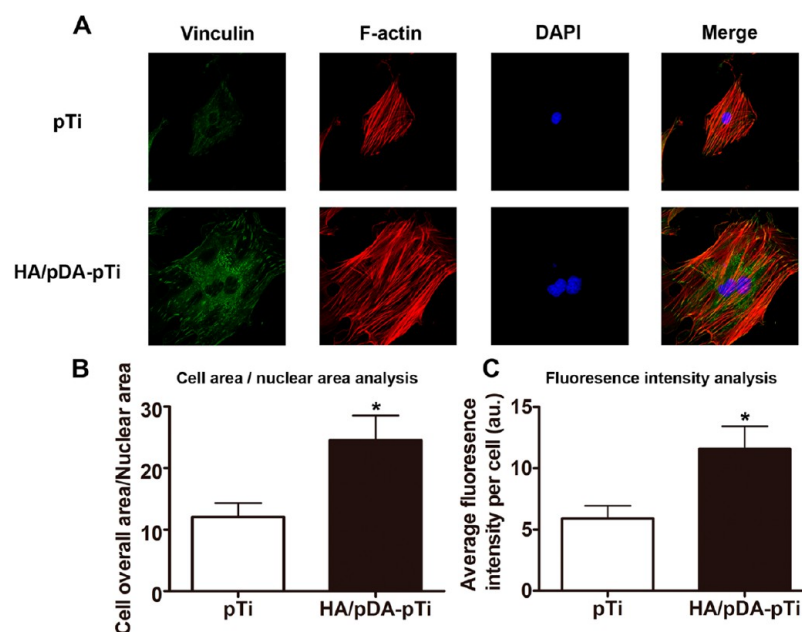 A
Vinculin F-actin DAPI Merge
pTi
HA/pDA-pTi
B
Cell area / nuclear area analysis
Cell overall area/Nuclear area
30
20
10
0
*
pTi HA/pDA-pTi
C
Fluoresence intensity analysis
Average fluoresence
intensity per cell (au.)
15
10
5
0
*
pTi HA/pDA-pTi